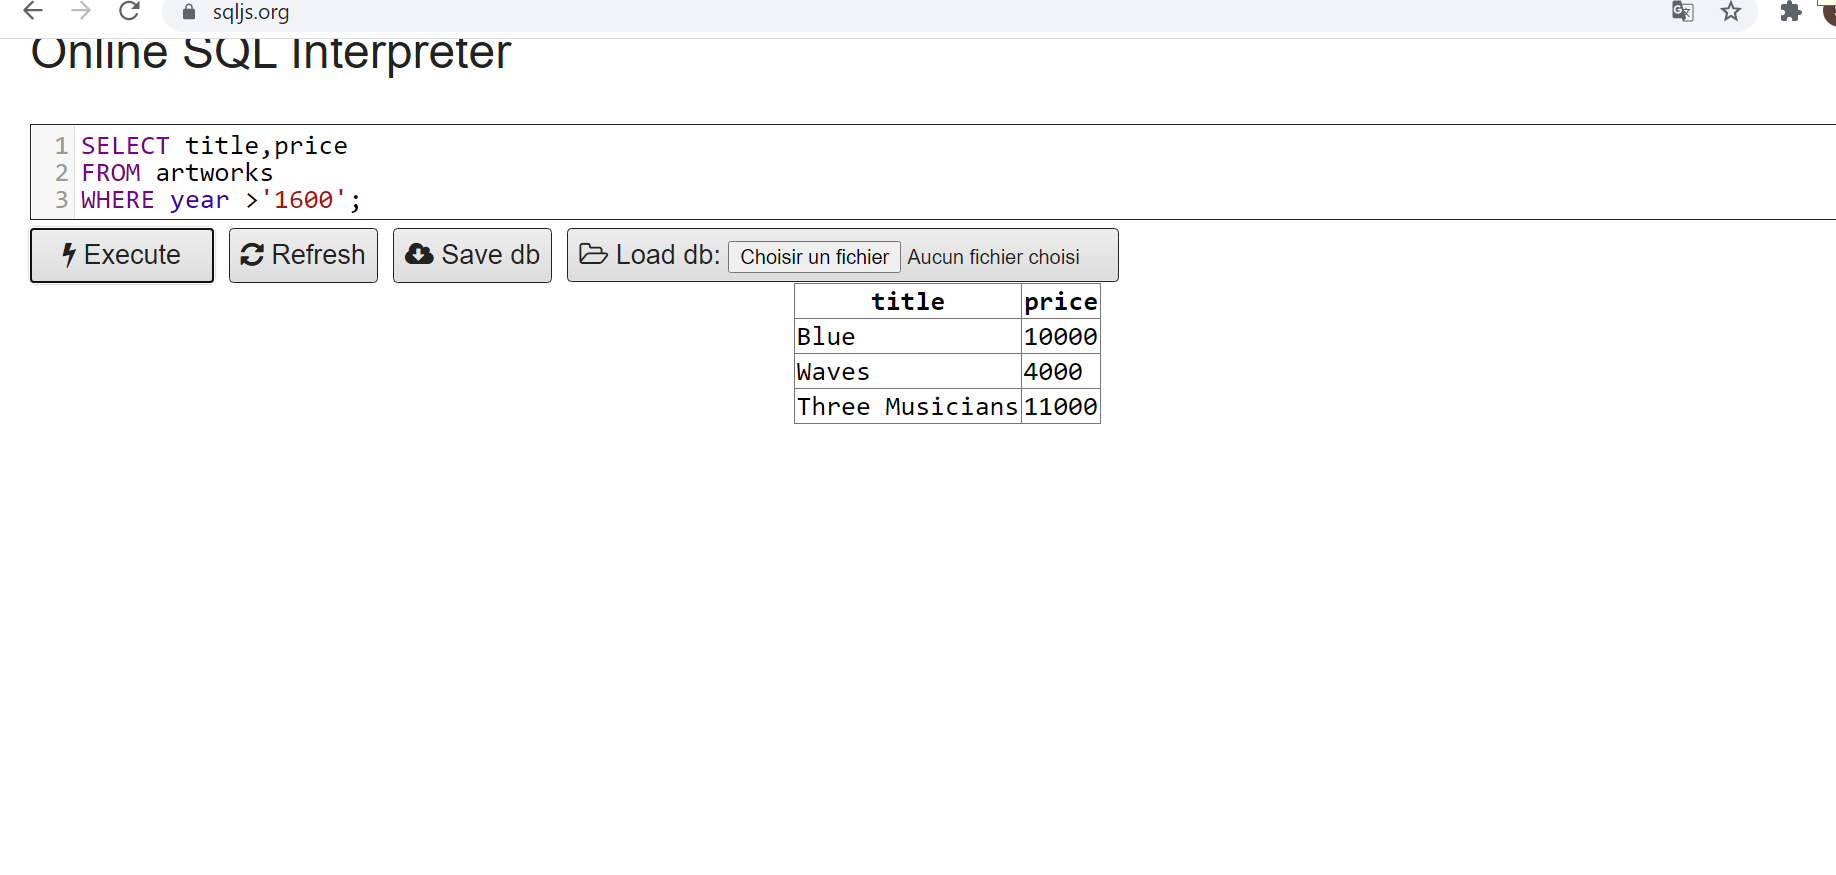 sqljs.org
Online SQL Interpreter
1 SELECT title,price
2 FROM artworks
3 WHERE year >'1600';
Execute Refresh Save db Load db: Choisir un fichier Aucun fichier choisi
title price
Blue 10000
Waves 4000
Three Musicians 11000